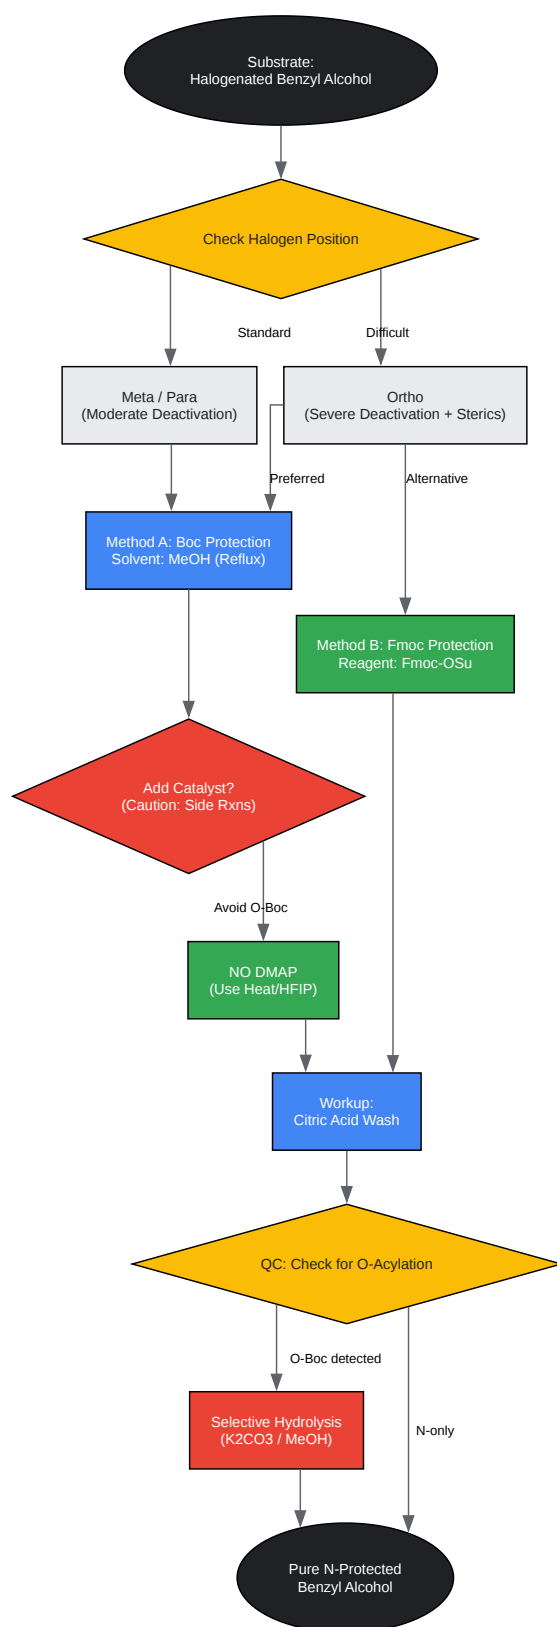 Substrate:
Halogenated Benzyl Alcohol
Check Halogen Position
Standard
Difficult
Meta / Para
(Moderate Deactivation)
Ortho
(Severe Deactivation + Sterics)
Preferred
Alternative
Method A: Boc Protection
Solvent: MeOH (Reflux)
Method B: Fmoc Protection
Reagent: Fmoc-OSu
Add Catalyst?
(Caution: Side Rxns)
Avoid O-Boc
NO DMAP
(Use Heat/HFIP)
Workup:
Citric Acid Wash
QC: Check for O-Acylation
O-Boc detected
Selective Hydrolysis
(K2CO3 / MeOH)
N-only
Pure N-Protected
Benzyl Alcohol